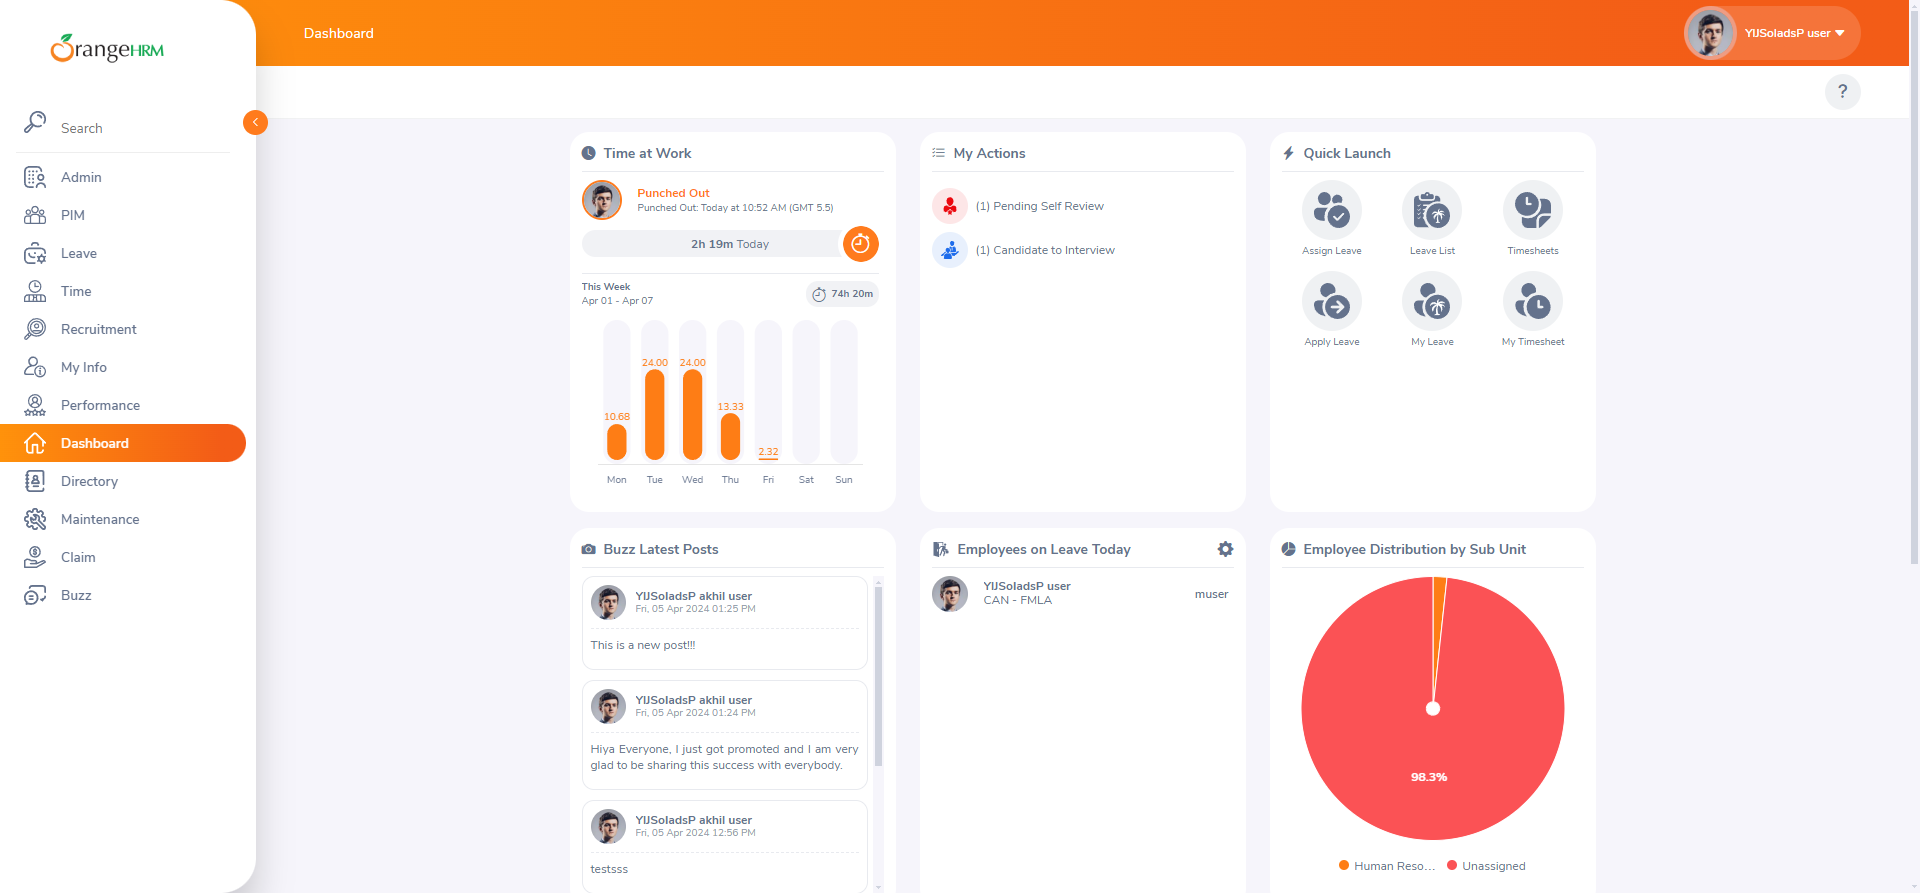 OrangeHRM
Dashboard
YIJSoladsP user
?
Search
Admin
PIM
Leave
Time
Recruitment
My Info
Performance
Dashboard
Directory
Maintenance
Claim
Buzz
Time at Work
Punched Out
Punched Out: Today at 10:52 AM (GMT 5.5)
2h 19m Today
This Week
Apr 01 - Apr 07
74h 20m
10.68
24.00
24.00
13.33
2.32
Mon Tue Wed Thu Fri Sat Sun
My Actions
(1) Pending Self Review
(1) Candidate to Interview
Quick Launch
Assign Leave
Leave List
Timesheets
Apply Leave
My Leave
My Timesheet
Buzz Latest Posts
YIJSoladsP akhil user
Fri, 05 Apr 2024 01:25 PM
This is a new post!!!
YIJSoladsP akhil user
Fri, 05 Apr 2024 01:24 PM
Hiya Everyone, I just got promoted and I am very
glad to be sharing this success with everybody.
YIJSoladsP akhil user
Fri, 05 Apr 2024 12:56 PM
testsss
Employees on Leave Today
YIJSoladsP user
CAN - FMLA
muser
Employee Distribution by Sub Unit
98.3%
Human Reso...
Unassigned